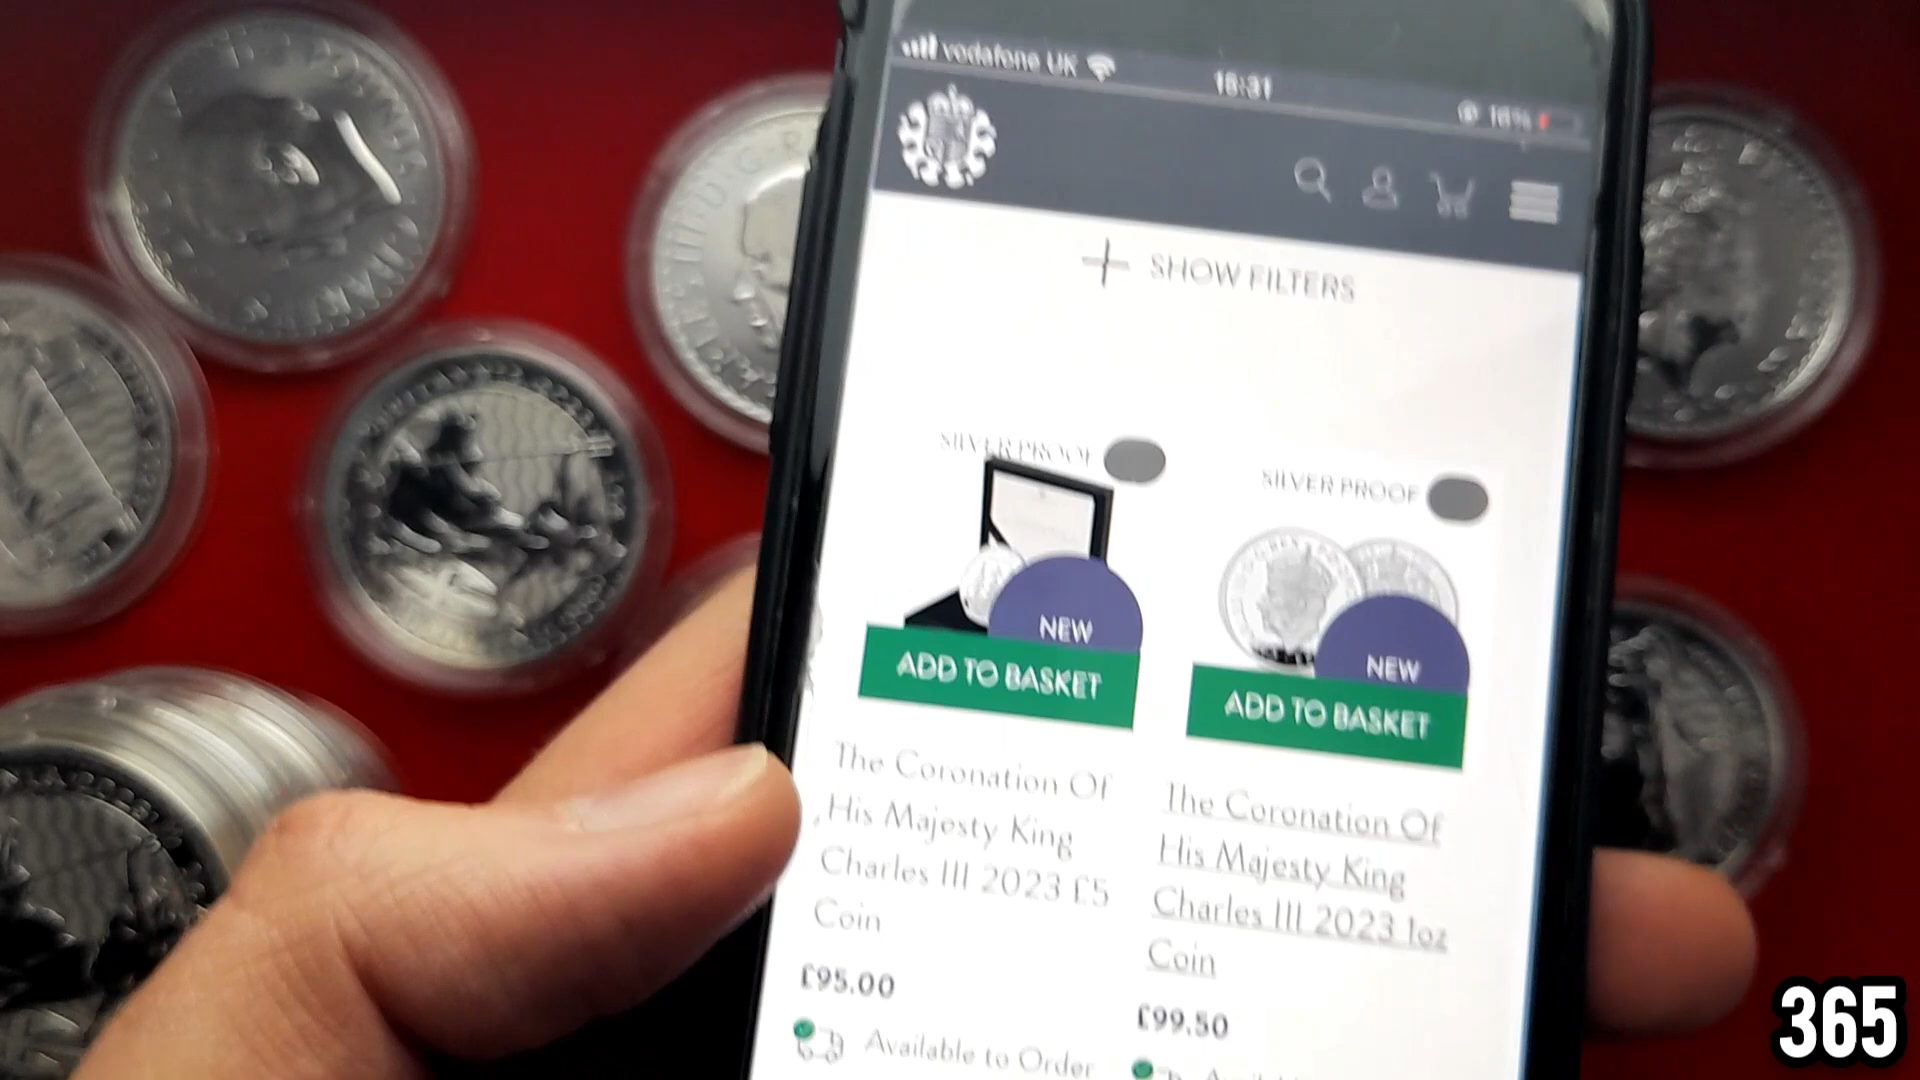 vodafone UK
18:31
16%
SHOW FILTERS
SILVER PROOF
SILVER PROOF
NEW
NEW
ADD TO BASKET
ADD TO BASKET
The Coronation Of
His Majesty King
Charles III 2023 £5
Coin
£95.00
Available to Order
The Coronation Of
His Majesty King
Charles III 2023 1oz
Coin
£99.50
365